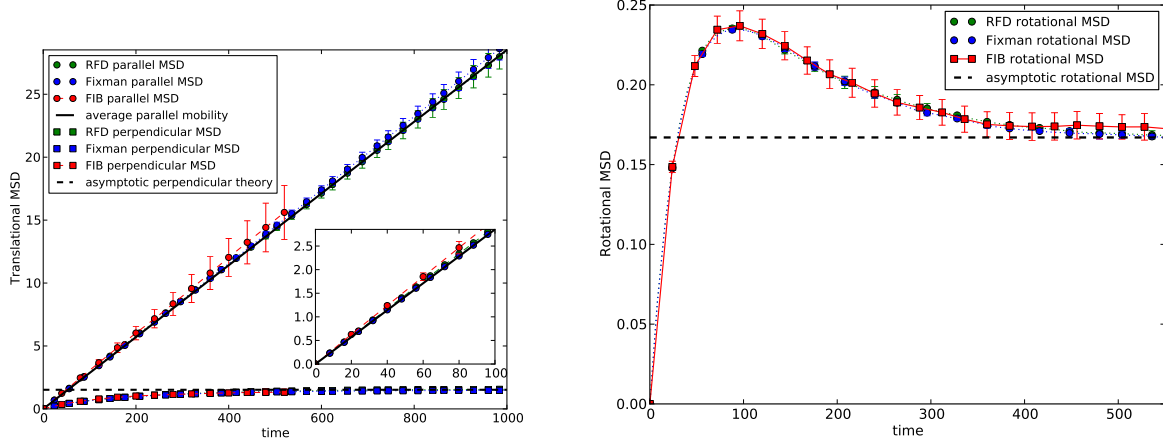 Translational MSD
25
20
15
10
5
0
0
200
400
600
800
1000
time
RFD parallel MSD
Fixman parallel MSD
FIB parallel MSD
average parallel mobility
RFD perpendicular MSD
Fixman perpendicular MSD
FIB perpendicular MSD
asymptotic perpendicular theory
2.5
2.0
1.5
1.0
0.5
0.0
0
20
40
60
80
100
Rotational MSD
0.25
0.20
0.15
0.10
0.05
0.00
0
100
200
300
400
500
time
RFD rotational MSD
Fixman rotational MSD
FIB rotational MSD
asymptotic rotational MSD